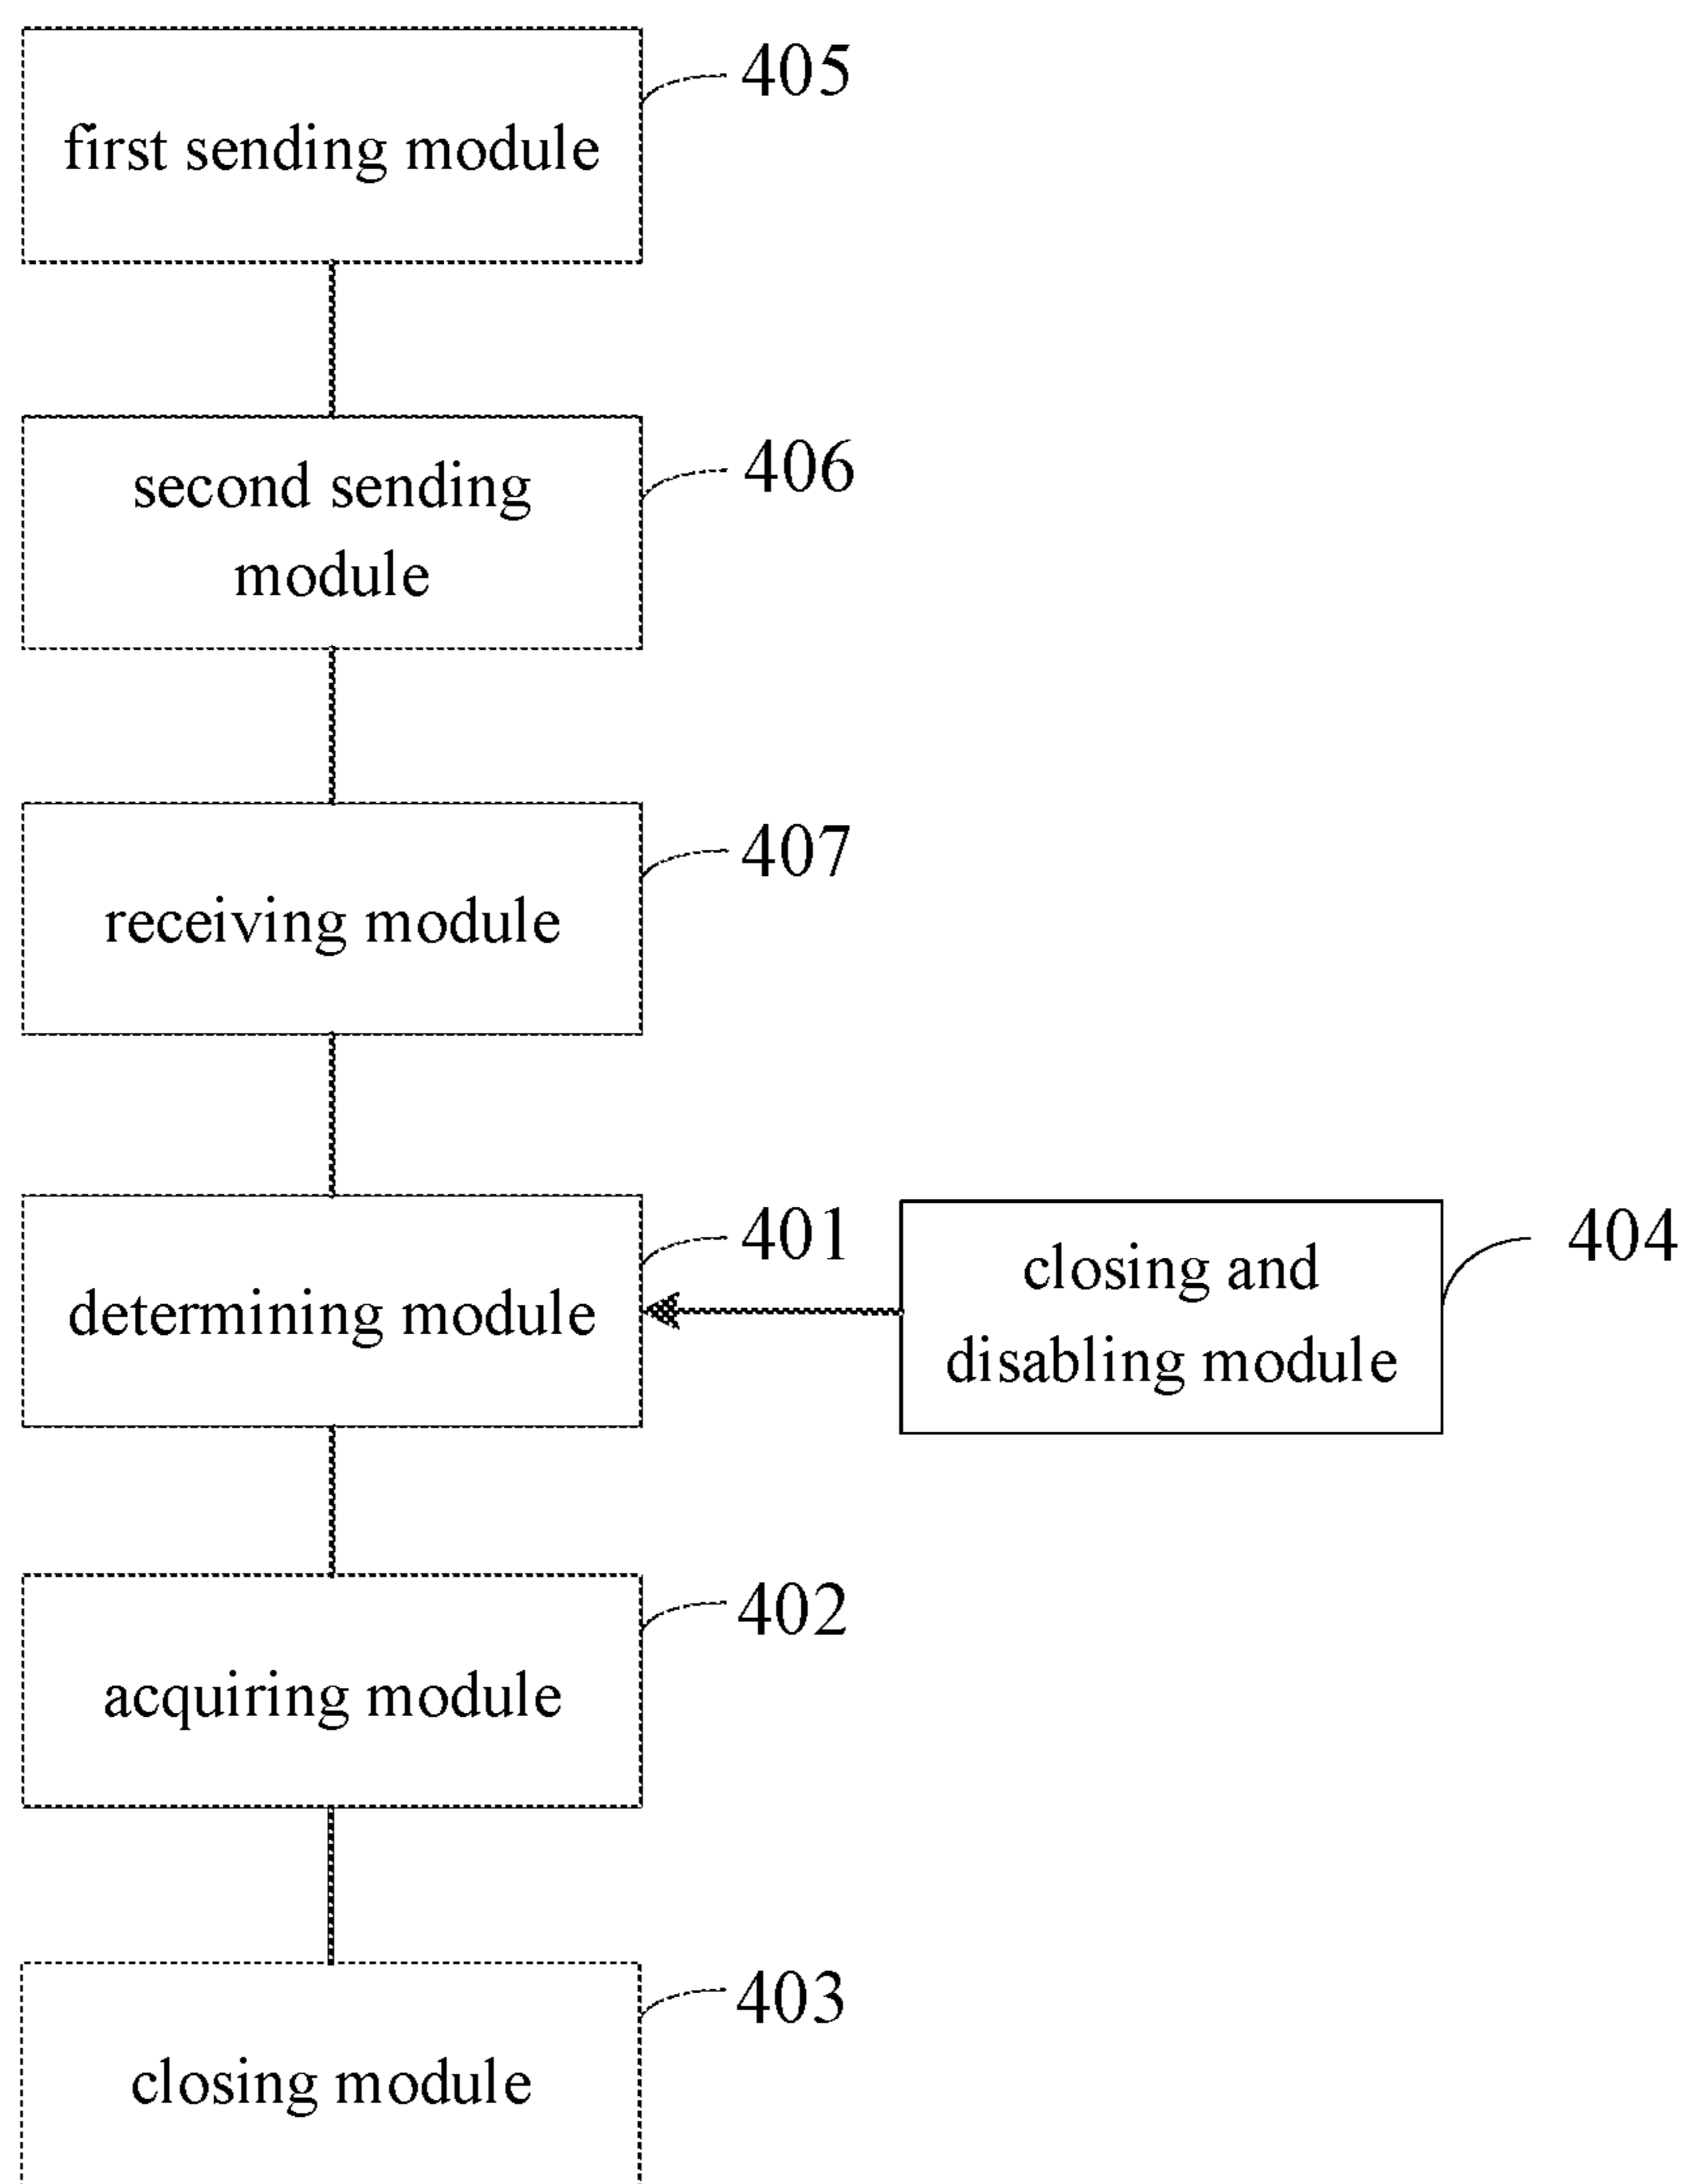 405
first sending module
406
second sending
module
407
receiving module
401
determining module
404
closing and
disabling module
402
acquiring module
403
closing module